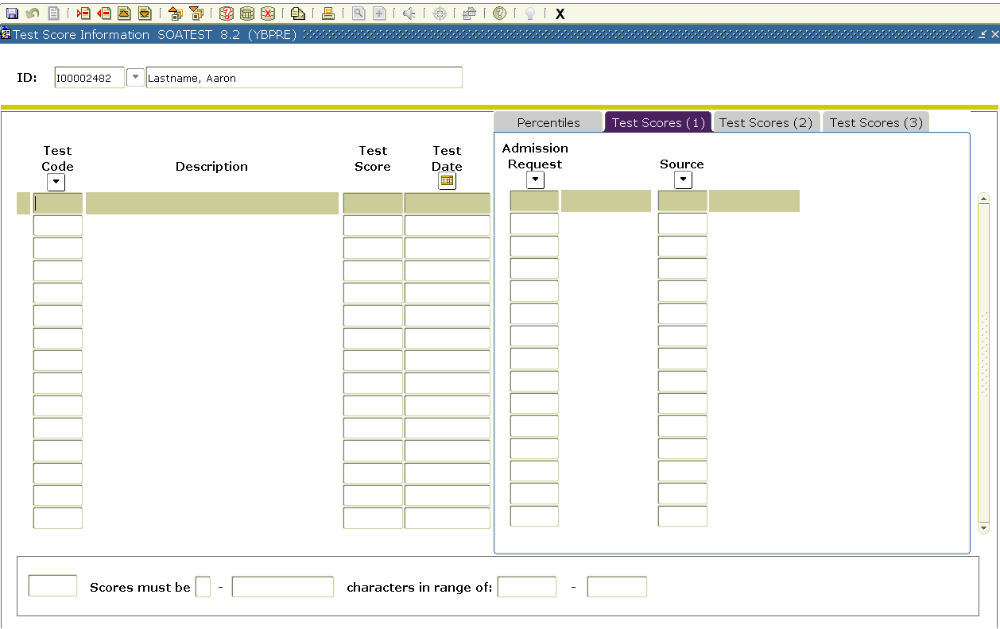 Test Score Information SOATEST 8.2 (YBPRE)
ID: I00002482 Lastname, Aaron
Percentiles Test Scores (1) Test Scores (2) Test Scores (3)
Test Code
Description
Test Score
Test Date
Admission Request
Source
Scores must be - characters in range of: -